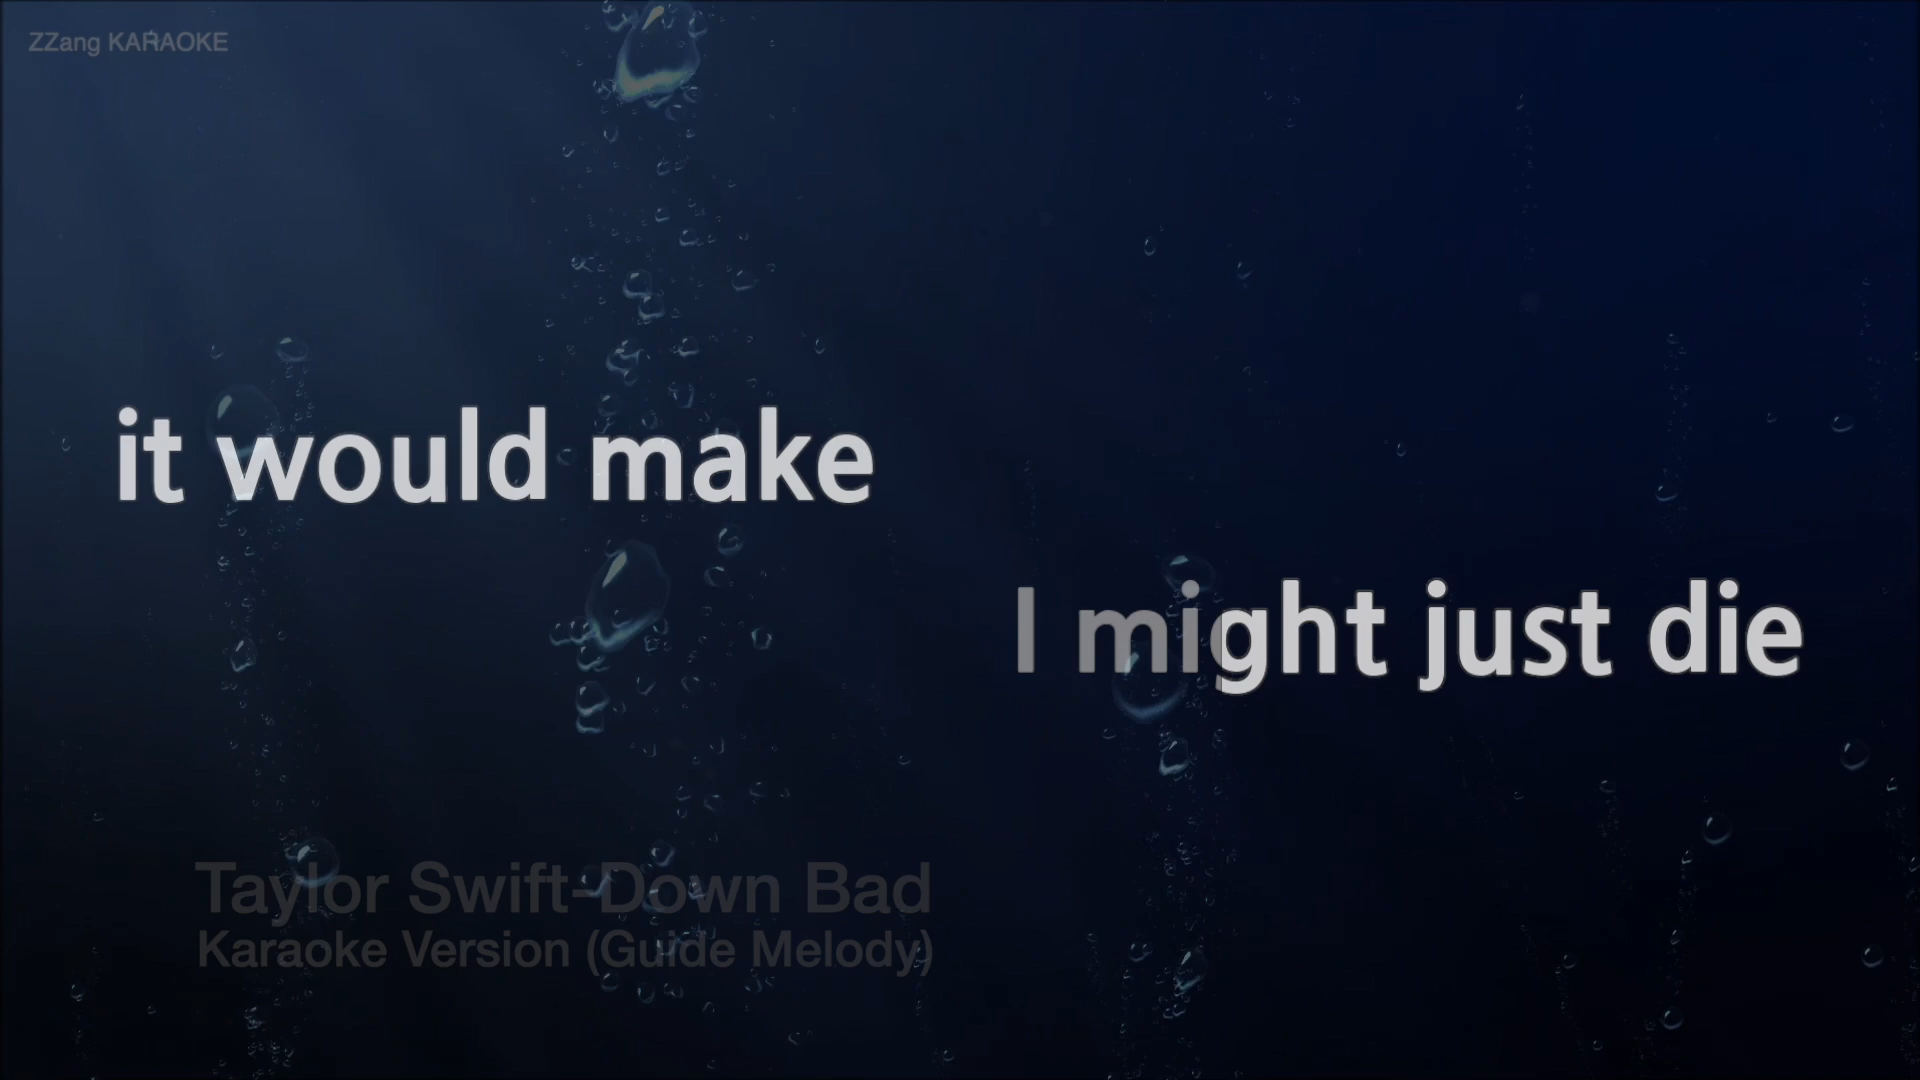 ZZang KARAOKE
it would make
I might just die
Taylor Swift-Down Bad
Karaoke Version (Guide Melody)